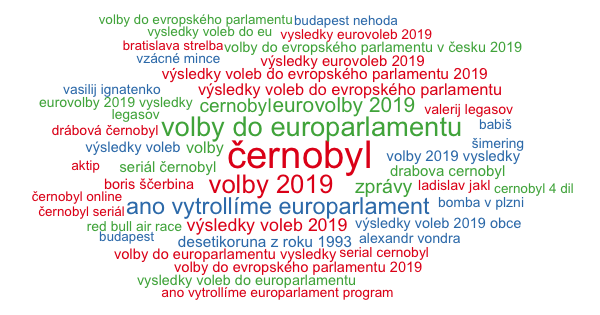 volby do evropského parlamentu budapest nehoda
vysledky voleb do eu vysledky eurovoleb 2019
bratislava strelba volby do evropského parlamentu v česku 2019
vzácné mince výsledky eurovoleb 2019
výsledky voleb do evropského parlamentu 2019
vasilij ignatenko výsledky voleb do evropského parlamentu
eurovolby 2019 vysledky cernobyl eurovolby 2019 valerij legasov
legasov
drábová černobyl volby do europarlamentu babiš
výsledky voleb volby černobyl šimering
volby 2019 vysledky
aktip seriál černobyl drabova cernobyl
boris ščerbina volby 2019 zprávy ladislav jakl cernobyl 4 dil
černobyl online
černobyl seriál ano vytrollíme europarlament bomba v plzni
red bull air race výsledky voleb 2019 výsledky voleb 2019 obce
budapest desetikoruna z roku 1993 alexandr vondra
volby do europarlamentu vysledky serial cernobyl
volby do evropského parlamentu 2019
vysledky voleb do europarlamentu
ano vytrollíme europarlament program